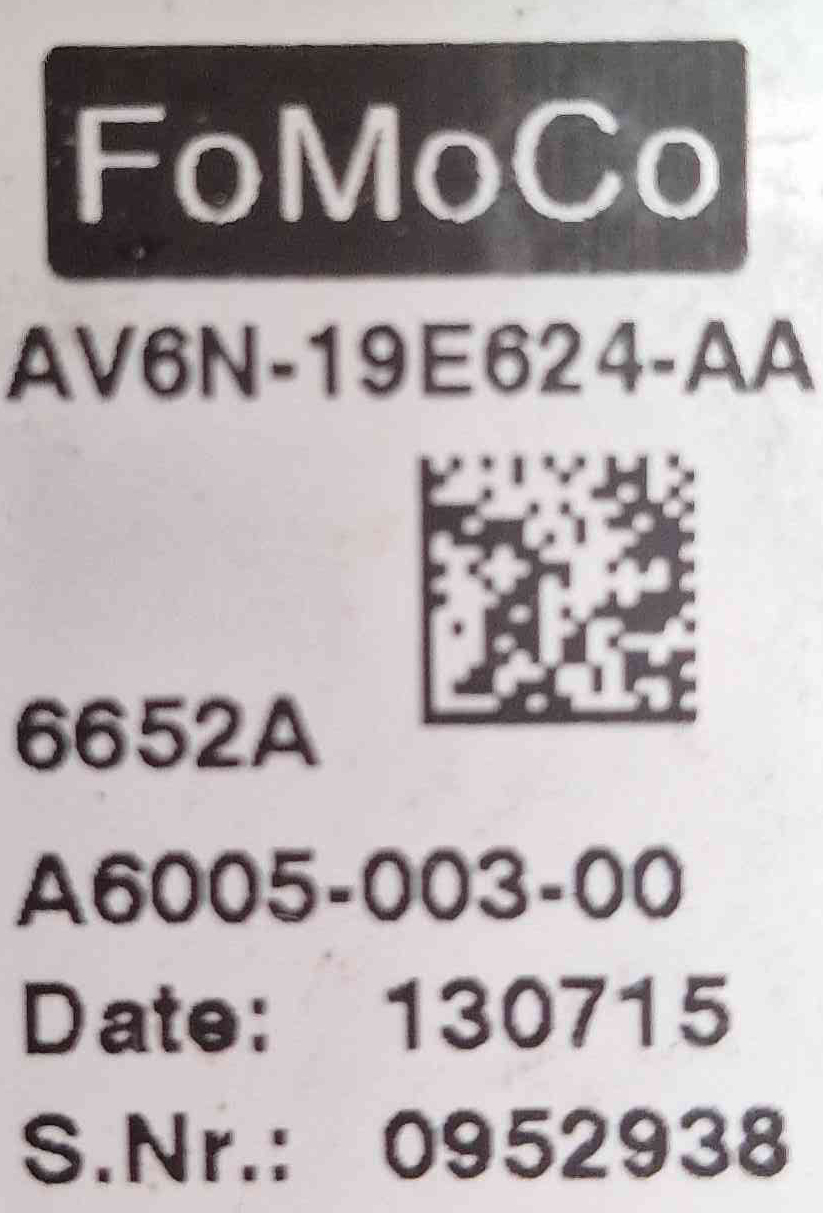 FoMoCo
AV6N-19E624-AA
6652A
A6005-003-00
Date: 130715
S.Nr.: 0952938